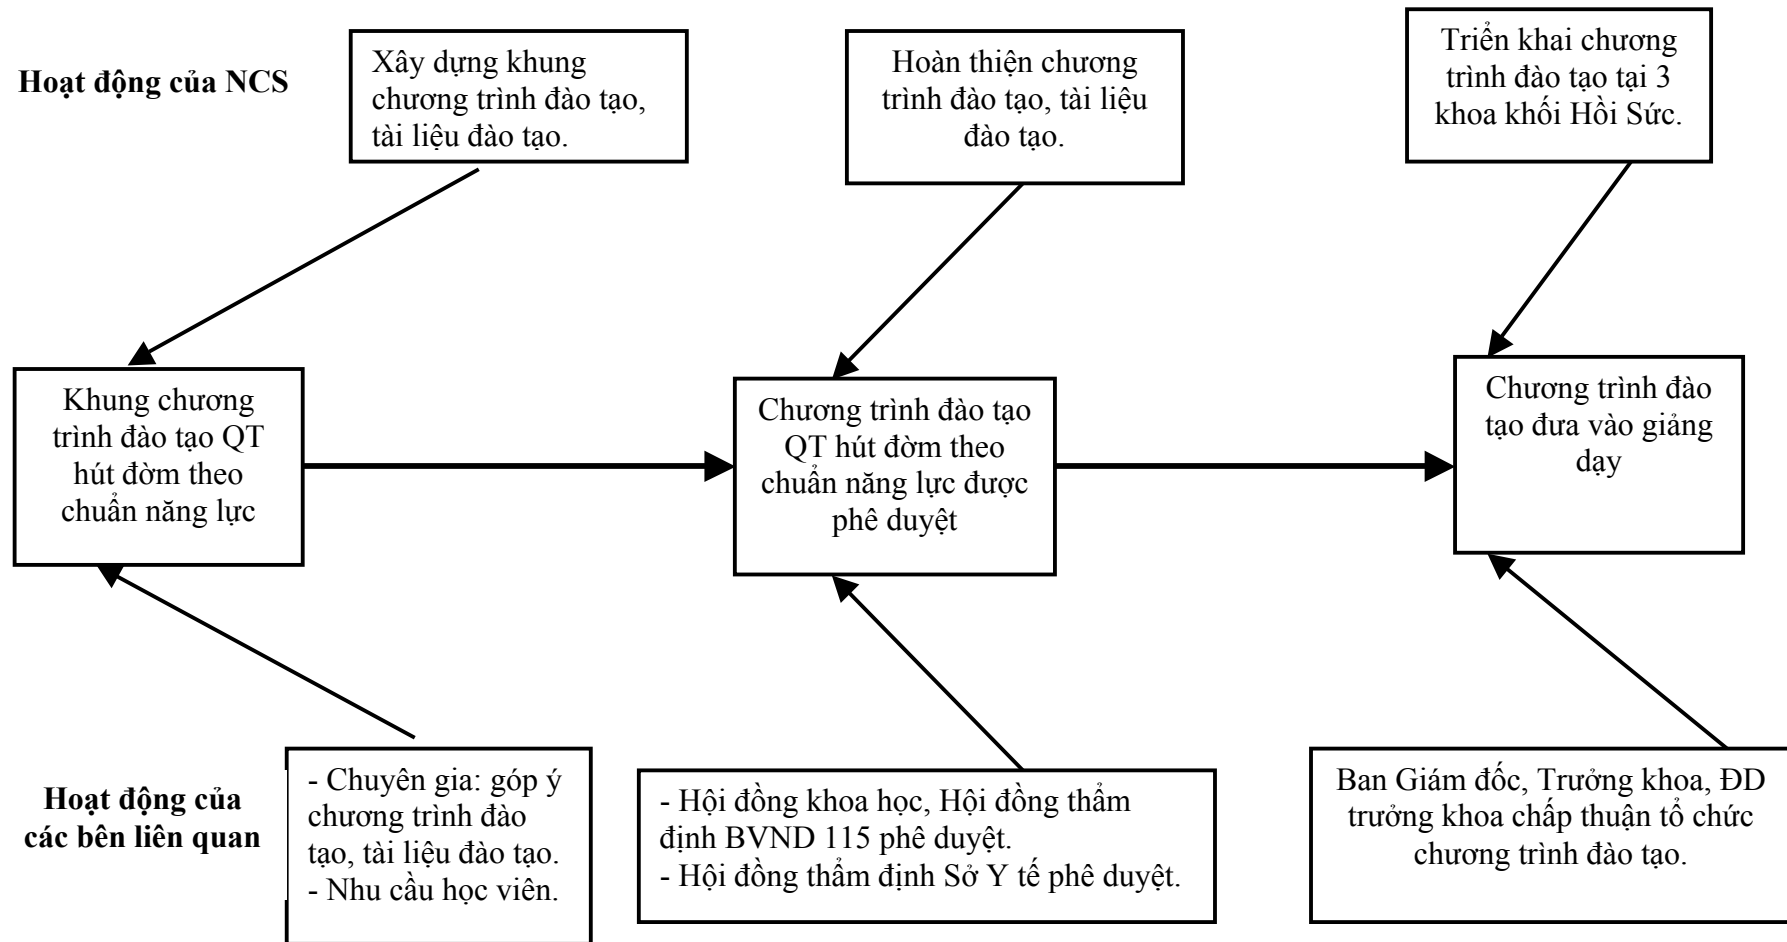 Hoạt động của NCS
Xây dựng khung
chương trình đào tạo,
tài liệu đào tạo.
Hoàn thiện chương
trình đào tạo, tài liệu
đào tạo.
Triển khai chương
trình đào tạo tại 3
khoa khối Hồi Sức.
Khung chương
trình đào tạo QT
hút đờm theo
chuẩn năng lực
Chương trình đào tạo
QT hút đờm theo
chuẩn năng lực được
phê duyệt
Chương trình đào
tạo đưa vào giảng
dạy
Hoạt động của
các bên liên quan
- Chuyên gia: góp ý
chương trình đào
tạo, tài liệu đào tạo.
- Nhu cầu học viên.
- Hội đồng khoa học, Hội đồng thẩm
định BVND 115 phê duyệt.
- Hội đồng thẩm định Sở Y tế phê duyệt.
Ban Giám đốc, Trưởng khoa, ĐD
trưởng khoa chấp thuận tổ chức
chương trình đào tạo.